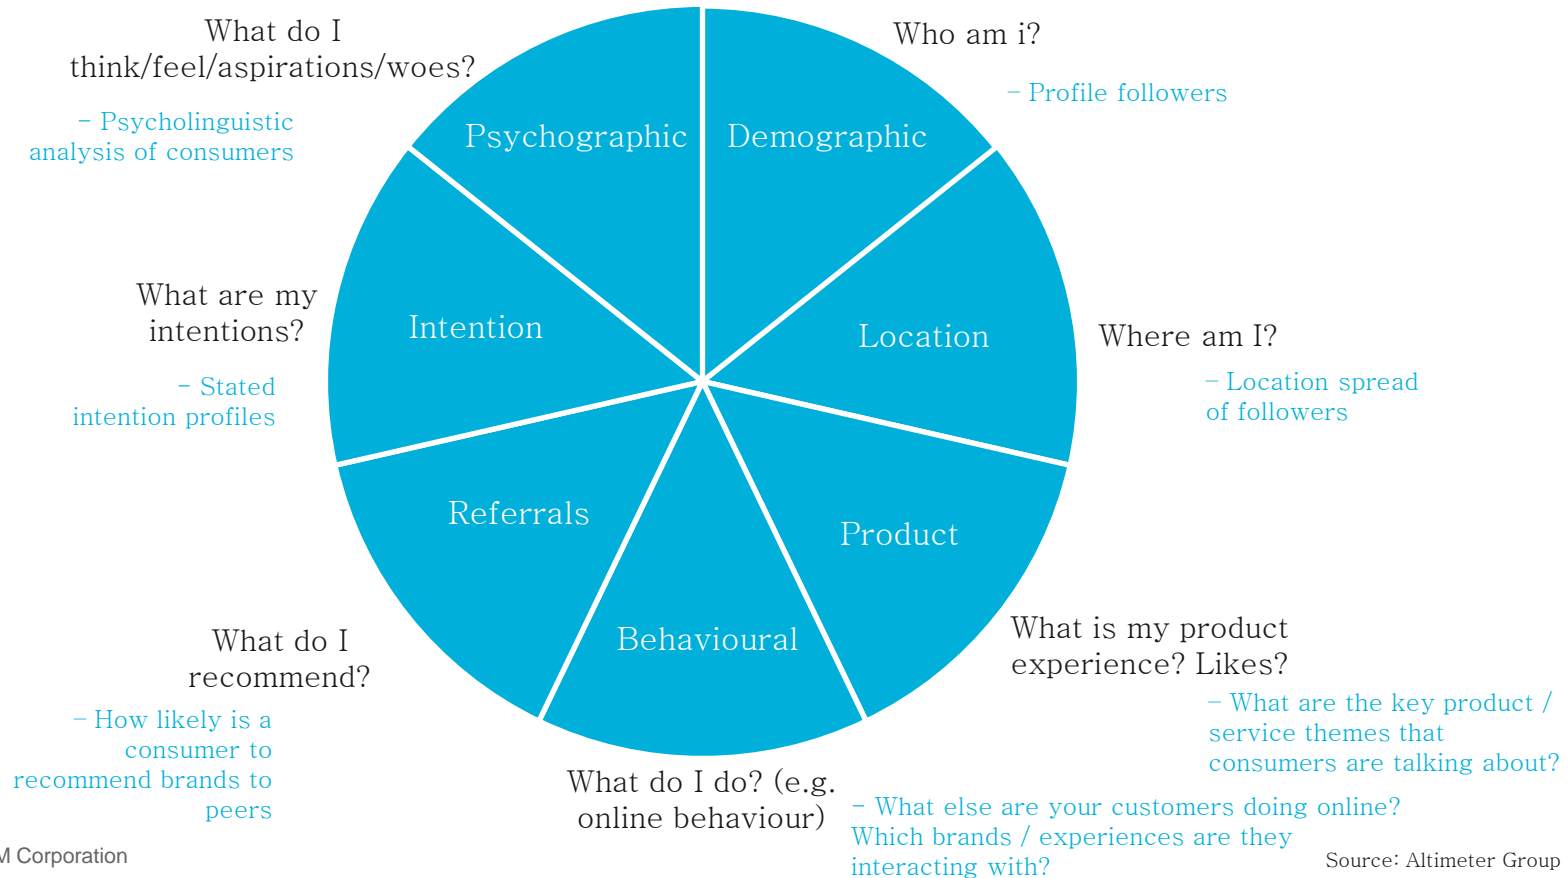 What do I
think/feel/aspirations/woes?
- Psycholinguistic
analysis of consumers
Psychographic
Who am i?
- Profile followers
Demographic
What are my
intentions?
- Stated
intention profiles
Intention
Location
Where am I?
- Location spread
of followers
Referrals
What do I
recommend?
- How likely is a
consumer to
recommend brands to
peers
Product
What is my product
experience? Likes?
- What are the key product /
service themes that
consumers are talking about?
Behavioural
What do I do? (e.g.
online behaviour)
- What else are your customers doing online?
Which brands / experiences are they
interacting with?
M Corporation
Source: Altimeter Group